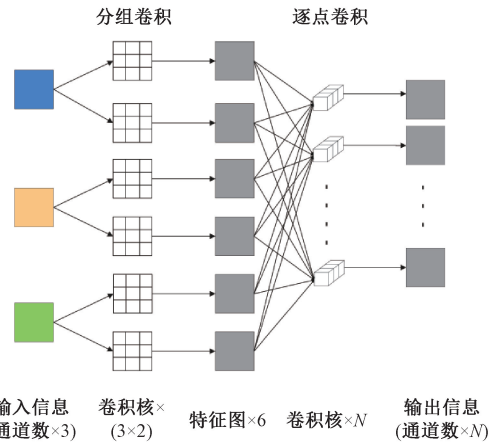 分组卷积
逐点卷积
输入信息
通道数×3)
卷积核×
(3×2)
特征图×6
卷积核×N
输出信息
(通道数×N)